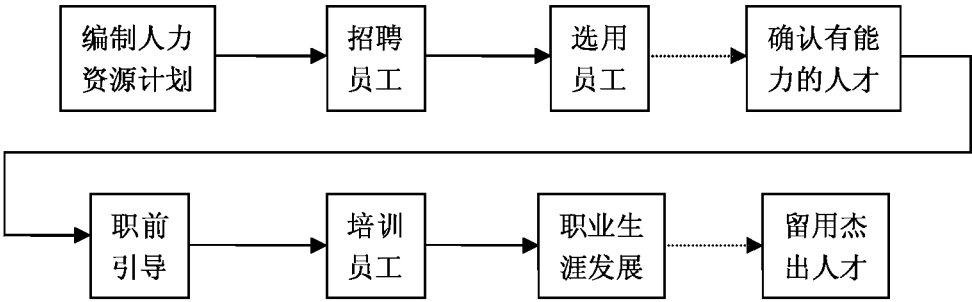 编制人力
资源计划
招聘
员工
选用
员工
确认有能
力的人才
职前
引导
培训
员工
职业生
涯发展
留用杰
出人才